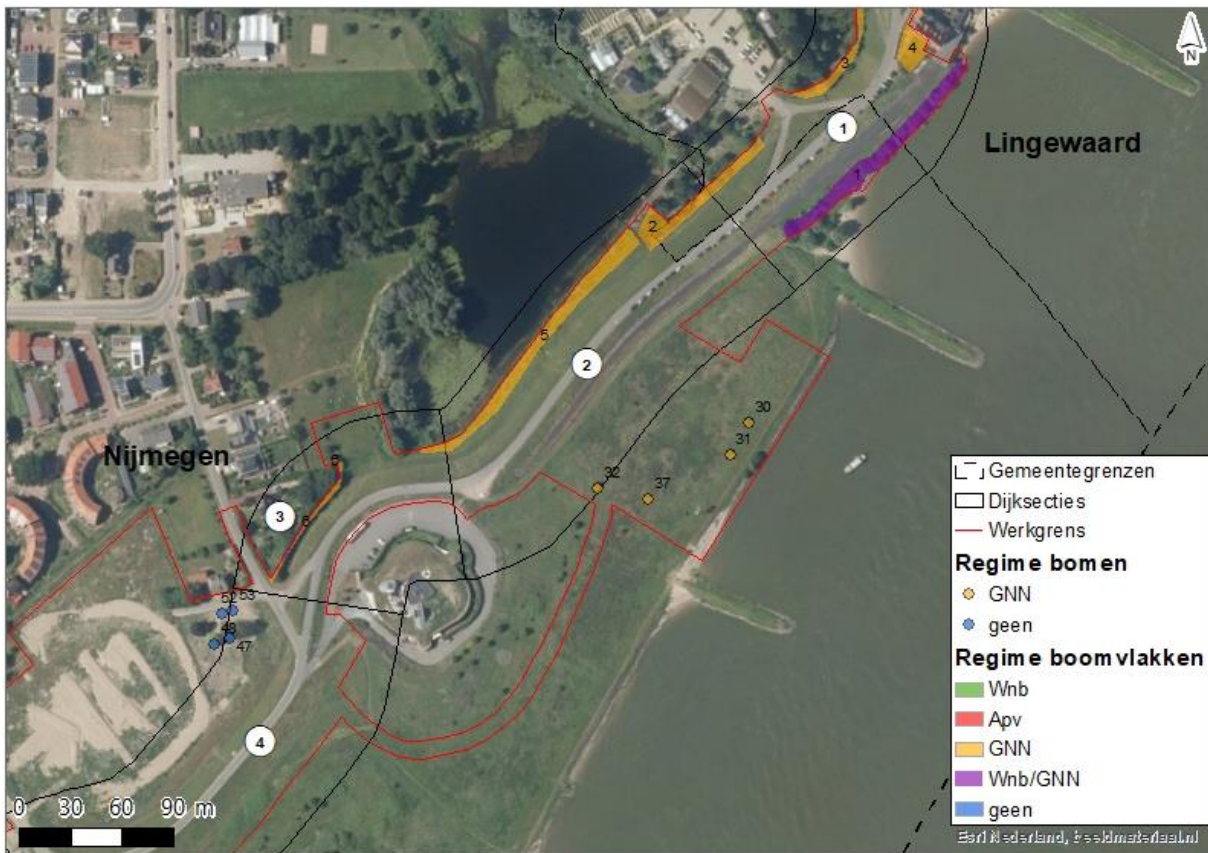 N
4
3
1
Lingewaard
1
2
5
2
30
31
Nijmegen
6
32
37
3
6
52
53
48
47
4
0 30 60 90 m
Gemeentegrenzen
Dijksecties
Werkgrens
Regime bomen
GNN
geen
Regime boomvlakken
Wnb
Apv
GNN
Wnb/GNN
geen
Esri Nederland, beeldmateriaal.nl